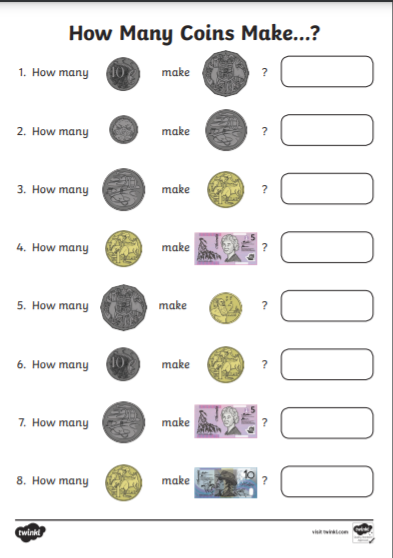 How Many Coins Make...?
1. How many 10 make ?
2. How many make ?
3. How many make ?
4. How many make 5 ?
5. How many make ?
6. How many 10 make ?
7. How many make 5 ?
8. How many make 10 ?
twinkl visit twinkl.com